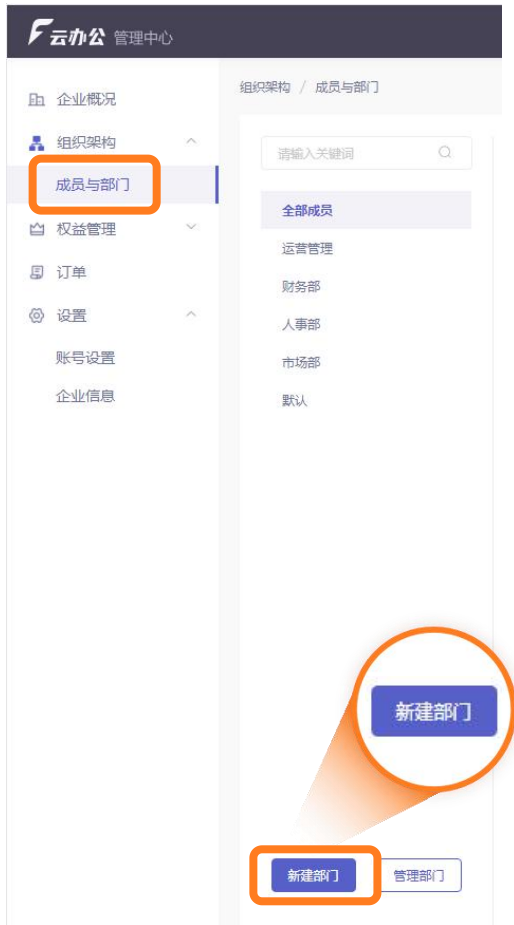 云办公 管理中心
企业概况
组织架构
成员与部门
权益管理
订单
设置
账号设置
企业信息
组织架构 / 成员与部门
请输入关键词
全部成员
运营管理
财务部
人事部
市场部
默认
新建部门
新建部门
管理部门